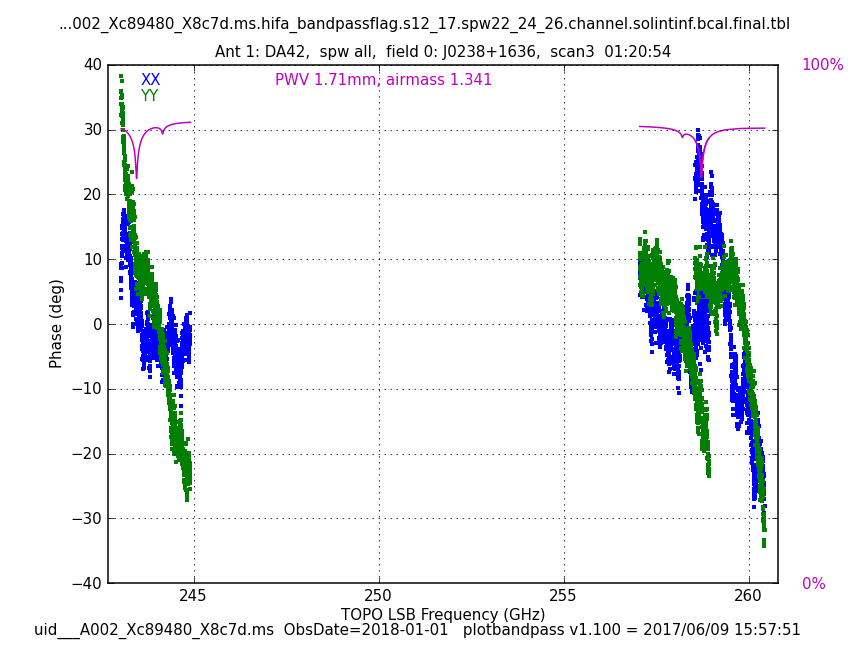 ...002_Xc89480_X8c7d.ms.hifa_bandpassflag.s12_17.spw22_24_26.channel.solintinf.bcal.final.tbl
Ant 1: DA42,  spw all,  field 0: J0238+1636,  scan3  01:20:54
40
100%
XX
PWV 1.71mm, airmass 1.341
YY
30
20
10
0
Phase (deg)
−10
−20
−30
−40
0%
245
250
255
260
TOPO LSB Frequency (GHz)
uid___A002_Xc89480_X8c7d.ms  ObsDate=2018-01-01   plotbandpass v1.100 = 2017/06/09 15:57:51